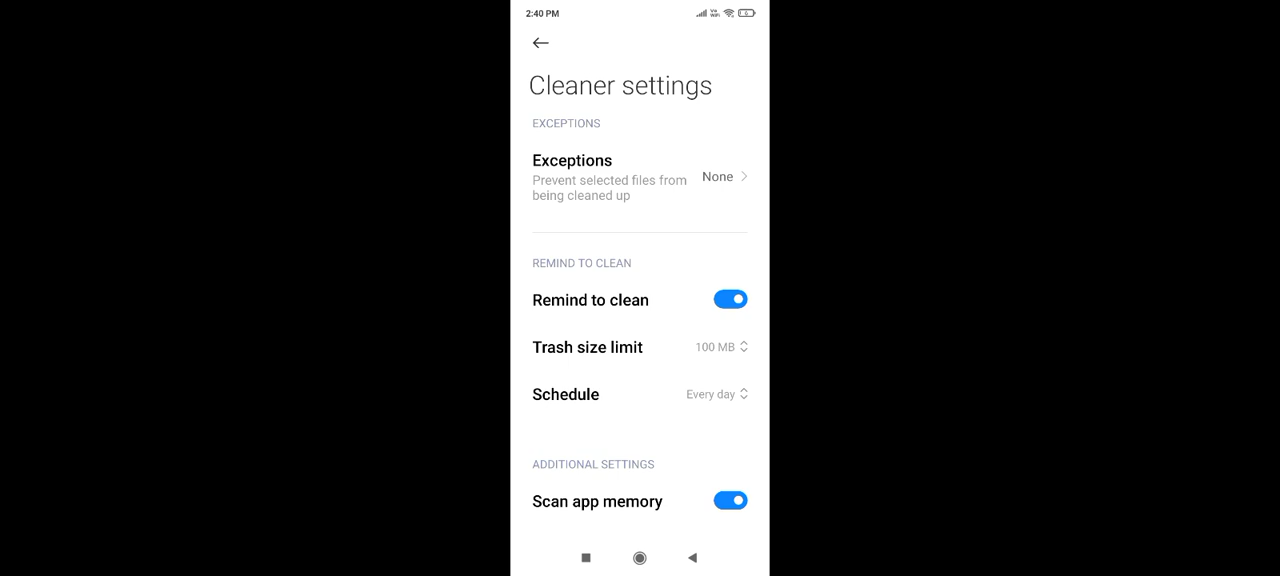 2:40 PM
Cleaner settings
EXCEPTIONS
Exceptions
Prevent selected files from
being cleaned up
None
REMIND TO CLEAN
Remind to clean
Trash size limit
100 MB
Schedule
Every day
ADDITIONAL SETTINGS
Scan app memory